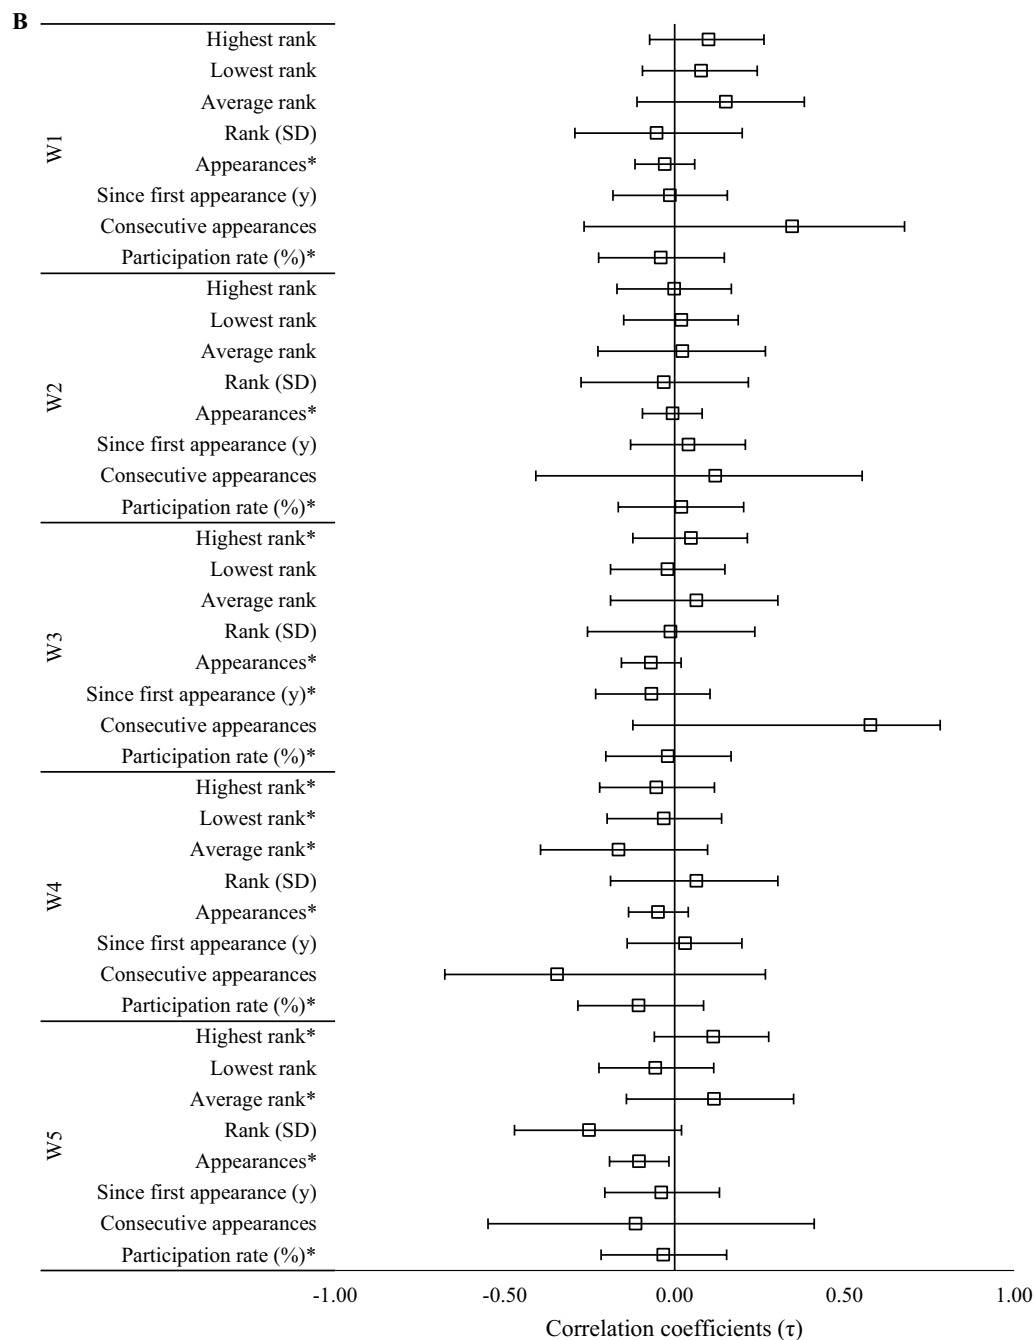 B
W1
Highest rank
Lowest rank
Average rank
Rank (SD)
Appearances*
Since first appearance (y)
Consecutive appearances
Participation rate (%)*
W2
Highest rank
Lowest rank
Average rank
Rank (SD)
Appearances*
Since first appearance (y)
Consecutive appearances
Participation rate (%)*
W3
Highest rank*
Lowest rank
Average rank
Rank (SD)
Appearances*
Since first appearance (y)*
Consecutive appearances
Participation rate (%)*
W4
Highest rank*
Lowest rank*
Average rank*
Rank (SD)
Appearances*
Since first appearance (y)
Consecutive appearances
Participation rate (%)*
W5
Highest rank*
Lowest rank
Average rank*
Rank (SD)
Appearances*
Since first appearance (y)
Consecutive appearances
Participation rate (%)*
-1.00 -0.50 0.00 0.50 1.00
Correlation coefficients (τ)